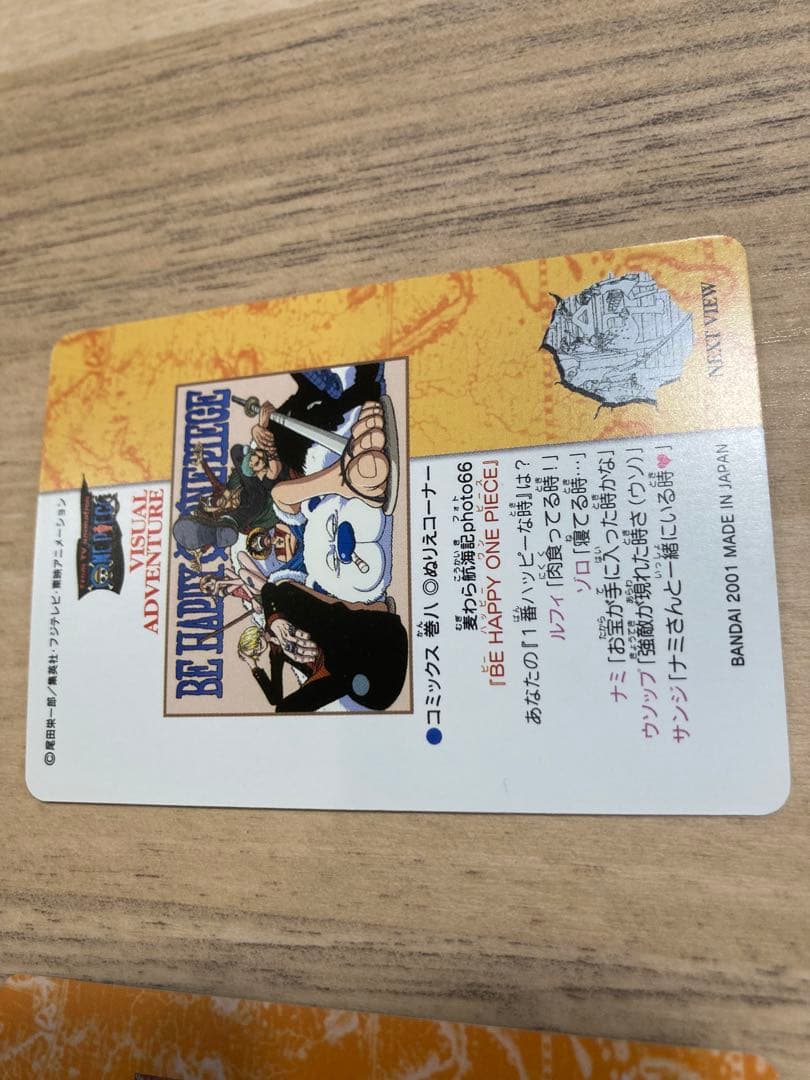 ©尾田栄一郎/集英社・フジテレビ・東映アニメーション
From TV Animation
ONE PIECE
VISUAL
ADVENTURE
BE HAPPY ONE PIECE
●コミックス 巻八 ◎ぬりえコーナー
麦わら航海記photo66
『BE HAPPY ONE PIECE』
あなたの『1番ハッピーな時』は?
ルフィ「肉食ってる時!」
ゾロ「寝てる時…」
ナミ「お宝が手に入った時かな」
ウソップ「強敵が現れた時さ(ウソ)」
サンジ「ナミさんと一緒にいる時♥」
NEXT VIEW
BANDAI 2001 MADE IN JAPAN